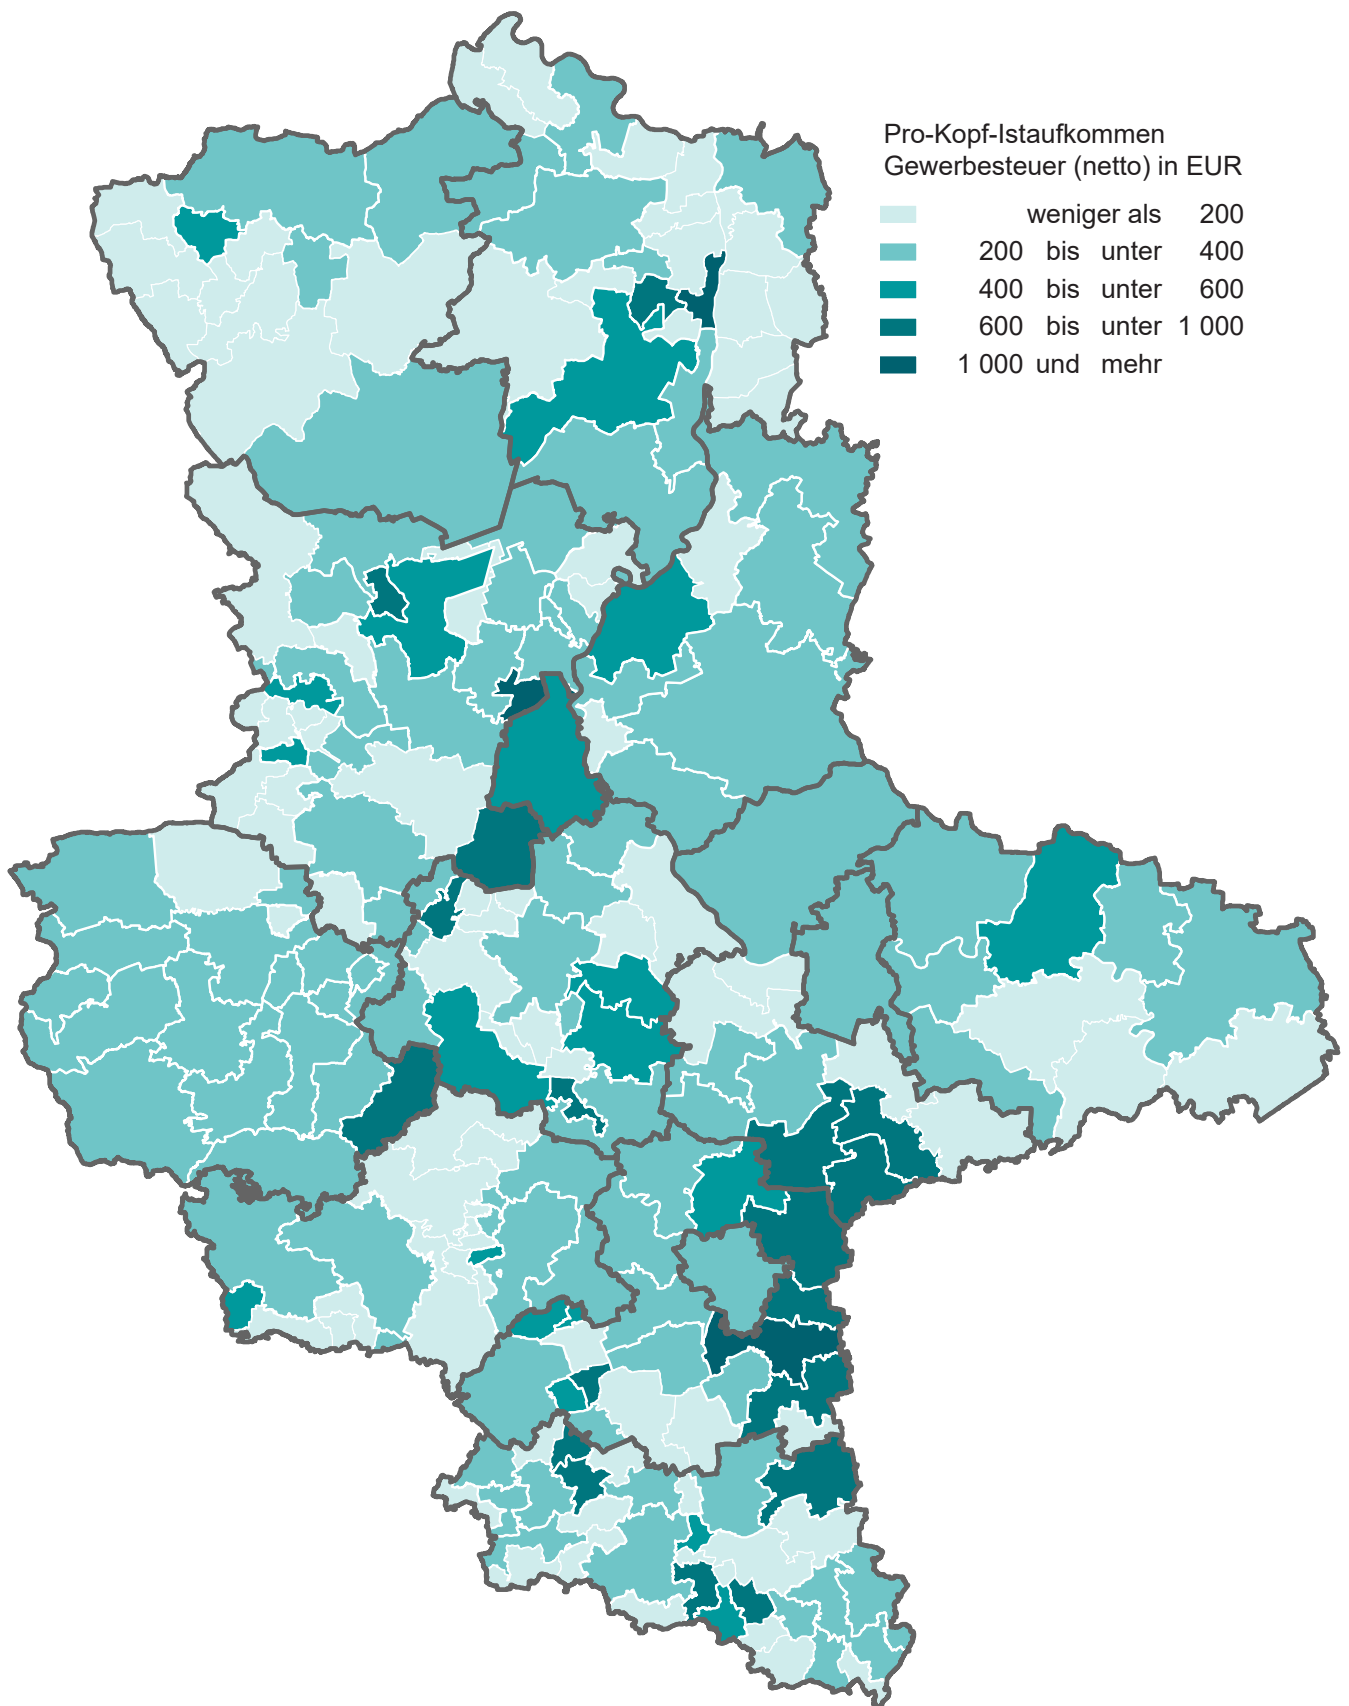 Pro-Kopf-Istaufkommen
Gewerbesteuer (netto) in EUR
weniger als 200
200 bis unter 400
400 bis unter 600
600 bis unter 1 000
1 000 und mehr